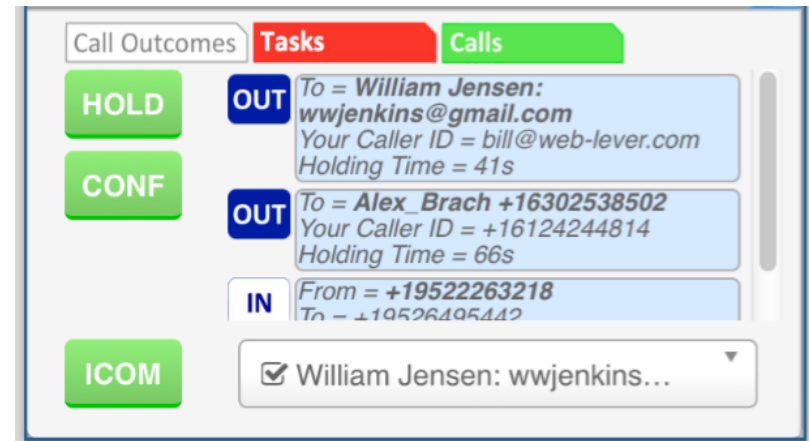 Call Outcomes Tasks Calls
HOLD
CONF
OUT To = William Jensen:
wwjenkins@gmail.com
Your Caller ID = bill@web-lever.com
Holding Time = 41s
OUT To = Alex_Brach +16302538502
Your Caller ID = +16124244814
Holding Time = 66s
IN From = +19522263218
To = +19526495442
ICOM William Jensen: wwjenkins...